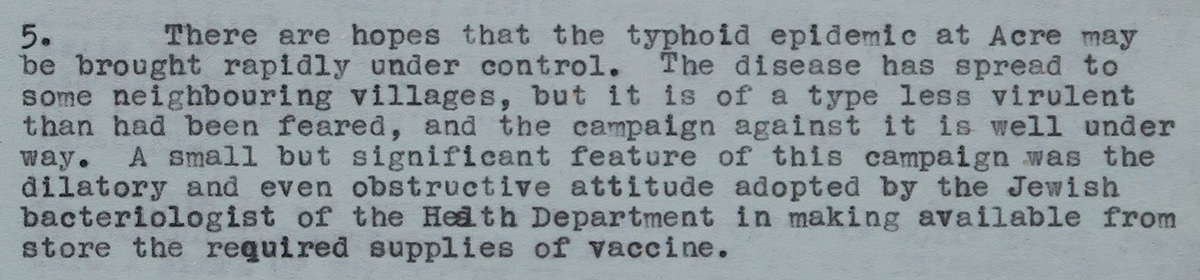 5. There are hopes that the typhoid epidemic at Acre may
be brought rapidly under control. The disease has spread to
some neighbouring villages, but it is of a type less virulent
than had been feared, and the campaign against it is well under
way. A small but significant feature of this campaign was the
dilatory and even obstructive attitude adopted by the Jewish
bacteriologist of the Health Department in making available from
store the required supplies of vaccine.